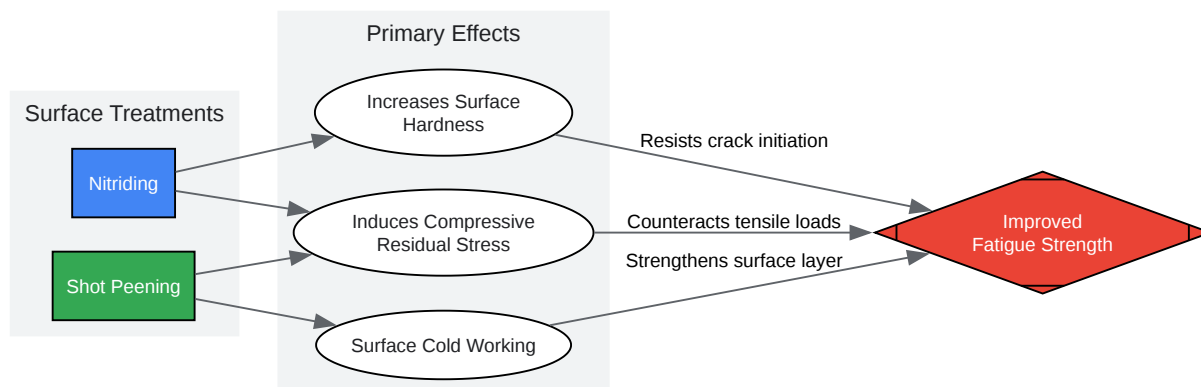 Primary Effects
Surface Treatments
Increases Surface
Hardness
Nitriding
Resists crack initiation
Induces Compressive
Residual Stress
Counteracts tensile loads
Improved
Fatigue Strength
Shot Peening
Strengthens surface layer
Surface Cold Working